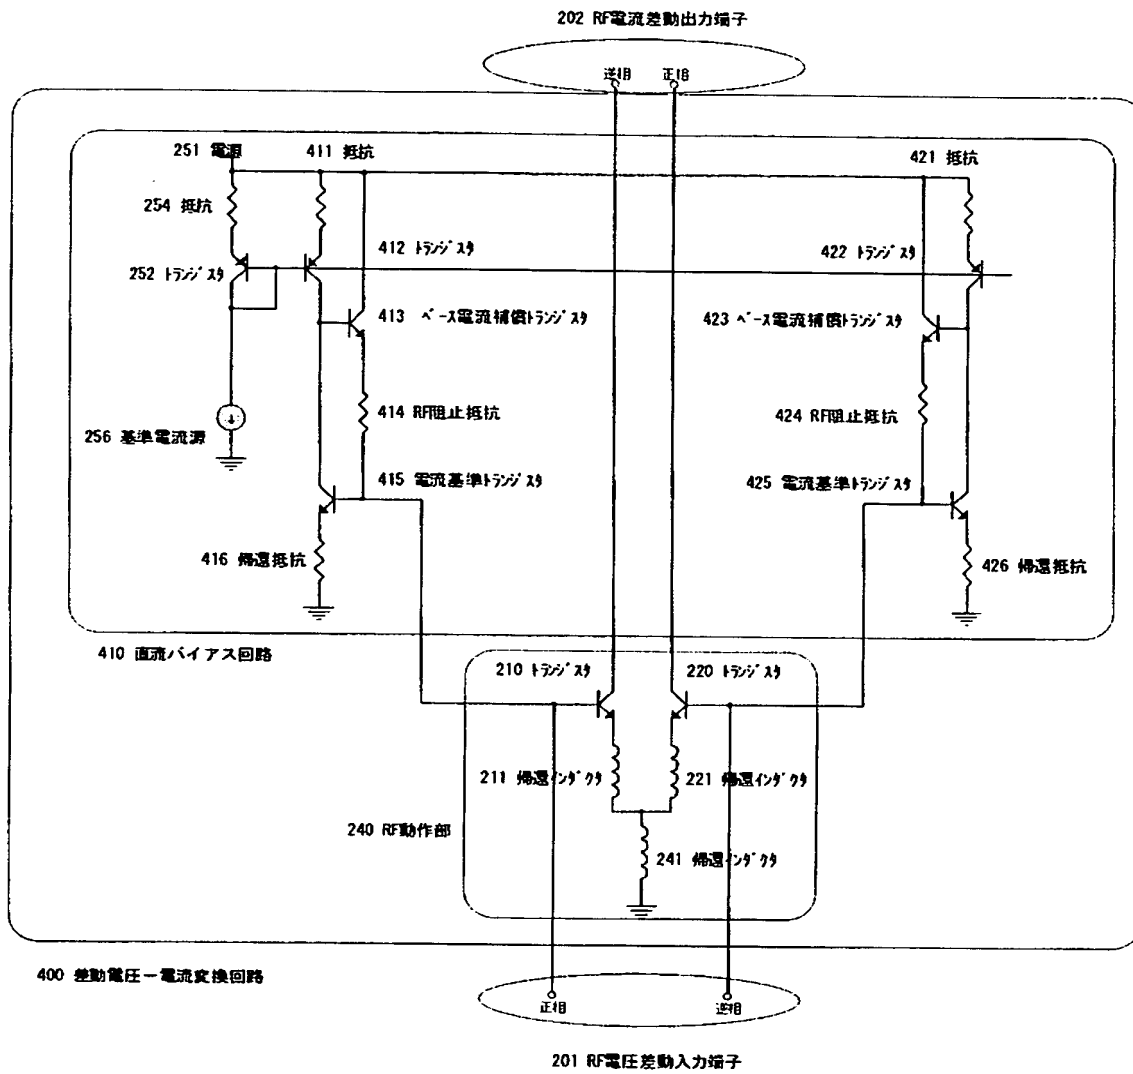 202 RF電流差動出力端子
逆相 正相
251 電源
411 抵抗
421 抵抗
254 抵抗
412 トランジスタ
422 トランジスタ
252 トランジスタ
413 ベース電流補償トランジスタ
423 ベース電流補償トランジスタ
414 RF阻止抵抗
424 RF阻止抵抗
256 基準電流源
415 電流基準トランジスタ
425 電流基準トランジスタ
416 帰還抵抗
426 帰還抵抗
410 直流バイアス回路
210 トランジスタ
220 トランジスタ
211 帰還インダクタ
221 帰還インダクタ
240 RF動作部
241 帰還インダクタ
400 差動電圧－電流変換回路
正相 逆相
201 RF電圧差動入力端子